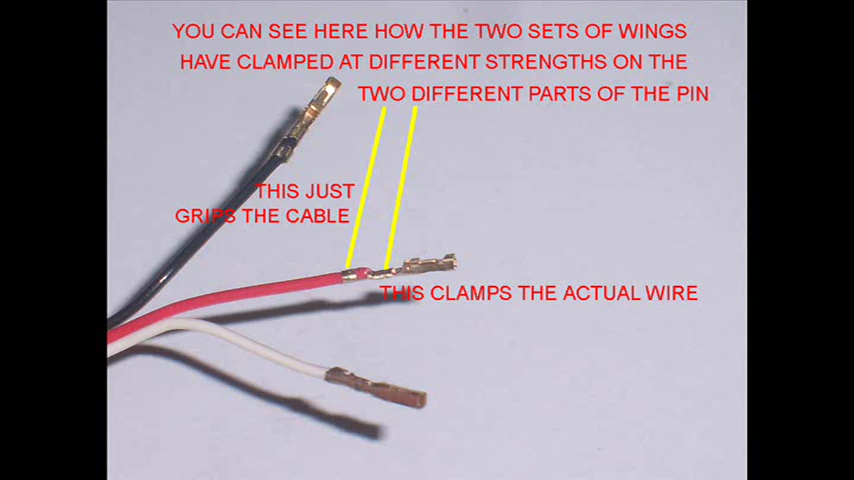 YOU CAN SEE HERE HOW THE TWO SETS OF WINGS
HAVE CLAMPED AT DIFFERENT STRENGTHS ON THE
TWO DIFFERENT PARTS OF THE PIN
THIS JUST
GRIPS THE CABLE
THIS CLAMPS THE ACTUAL WIRE